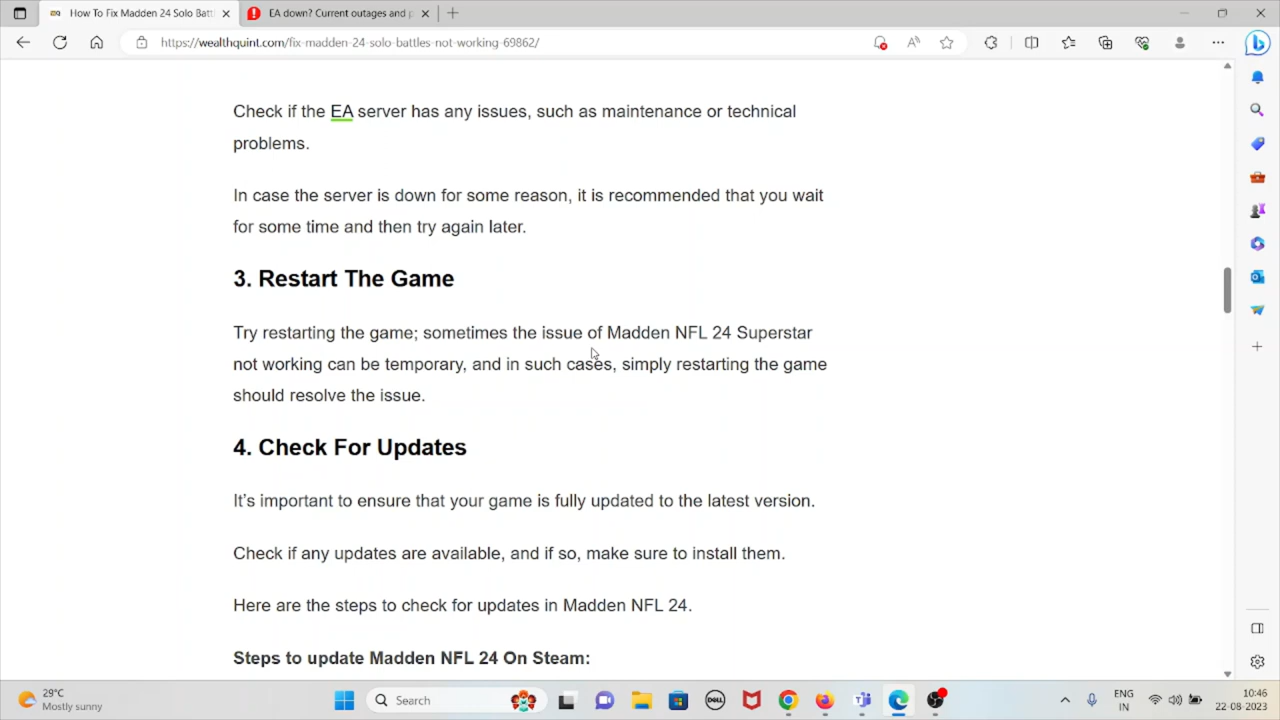 How To Fix Madden 24 Solo Battl
EA down? Current outages and p
https://wealthquint.com/fix-madden-24-solo-battles-not-working-69862/
Check if the EA server has any issues, such as maintenance or technical
problems.
In case the server is down for some reason, it is recommended that you wait
for some time and then try again later.
3. Restart The Game
Try restarting the game; sometimes the issue of Madden NFL 24 Superstar
not working can be temporary, and in such cases, simply restarting the game
should resolve the issue.
4. Check For Updates
It’s important to ensure that your game is fully updated to the latest version.
Check if any updates are available, and if so, make sure to install them.
Here are the steps to check for updates in Madden NFL 24.
Steps to update Madden NFL 24 On Steam:
29°C
Mostly sunny
Search
DELL
ENG
IN
10:46
22-08-2023